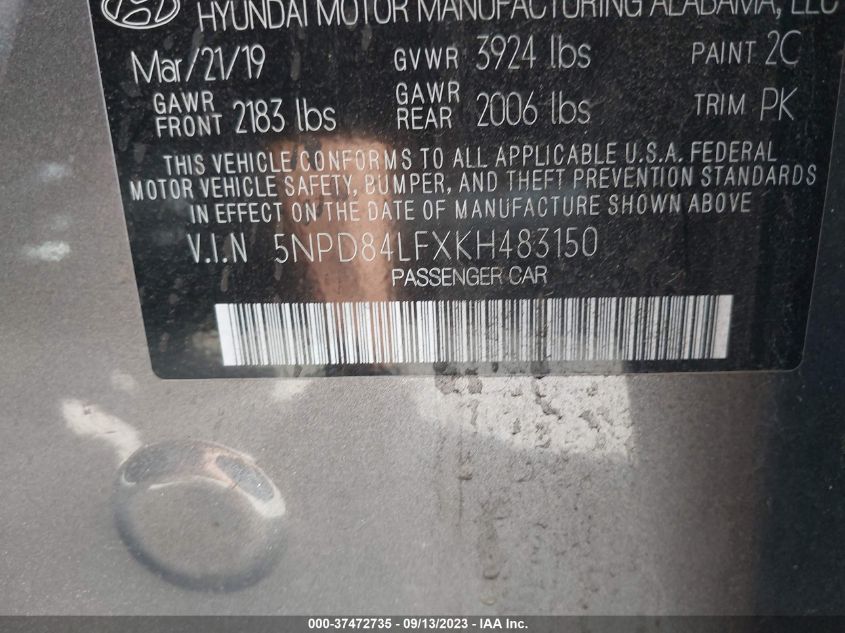 HYUNDAI MOTOR MANUFACTURING ALABAMA, LLC
Mar/21/19 GVWR 3924 lbs PAINT 2C
GAWR FRONT 2183 lbs GAWR REAR 2006 lbs TRIM PK
THIS VEHICLE CONFORMS TO ALL APPLICABLE U.S.A. FEDERAL
MOTOR VEHICLE SAFETY, BUMPER, AND THEFT PREVENTION STANDARDS
IN EFFECT ON THE DATE OF MANUFACTURE SHOWN ABOVE
V.I.N 5NPD84LFXKH483150
PASSENGER CAR
000-37472735 - 09/13/2023 - IAA Inc.